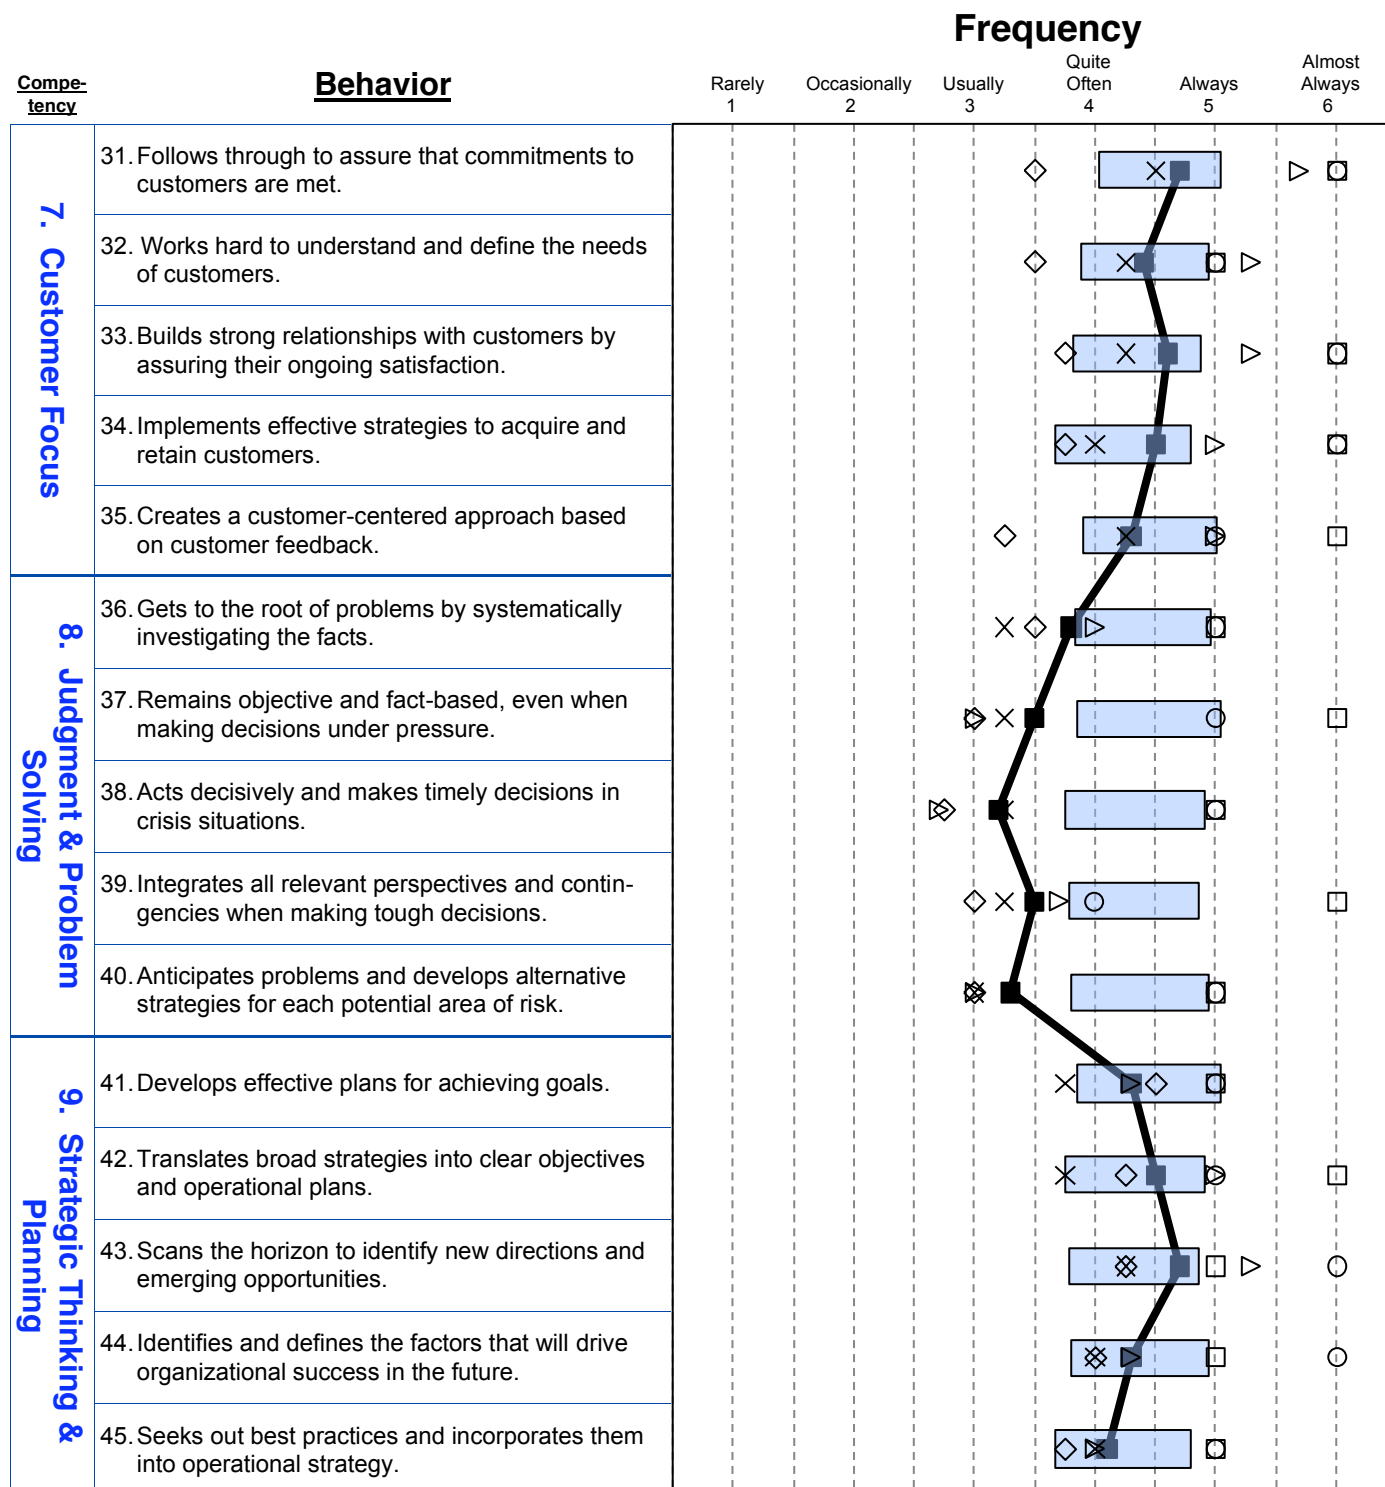 Frequency
Compe-
tency
Behavior
Rarely
1
Occasionally
2
Usually
3
Quite
Often
4
Always
5
Almost
Always
6
7. Customer Focus
31. Follows through to assure that commitments to
customers are met.
32. Works hard to understand and define the needs
of customers.
33. Builds strong relationships with customers by
assuring their ongoing satisfaction.
34. Implements effective strategies to acquire and
retain customers.
35. Creates a customer-centered approach based
on customer feedback.
8. Judgment & Problem
Solving
36. Gets to the root of problems by systematically
investigating the facts.
37. Remains objective and fact-based, even when
making decisions under pressure.
38. Acts decisively and makes timely decisions in
crisis situations.
39. Integrates all relevant perspectives and contin-
gencies when making tough decisions.
40. Anticipates problems and develops alternative
strategies for each potential area of risk.
9. Strategic Thinking &
Planning
41. Develops effective plans for achieving goals.
42. Translates broad strategies into clear objectives
and operational plans.
43. Scans the horizon to identify new directions and
emerging opportunities.
44. Identifies and defines the factors that will drive
organizational success in the future.
45. Seeks out best practices and incorporates them
into operational strategy.